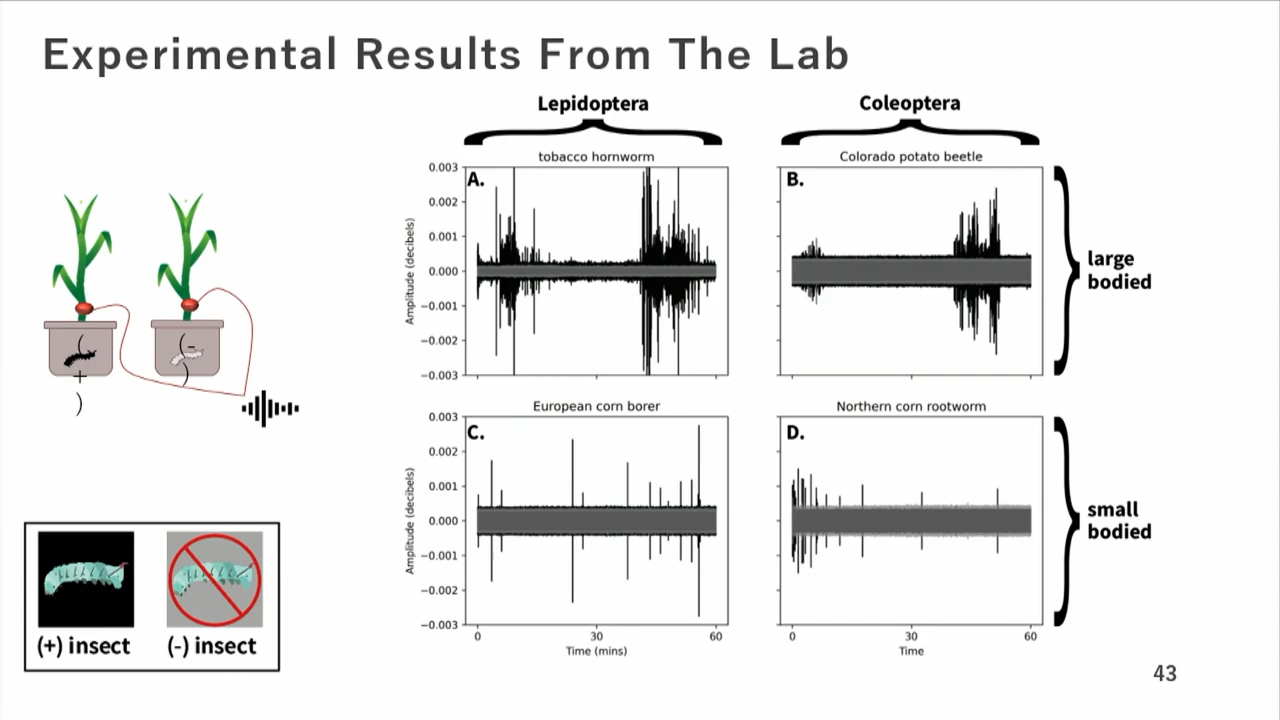 Experimental Results From The Lab
Lepidoptera
Coleoptera
tobacco hornworm
Colorado potato beetle
A.
B.
0.003
0.002
0.001
0.000
−0.001
−0.002
−0.003
Amplitude (decibels)
large
bodied
(
+
)
(
-
)
European corn borer
Northern corn rootworm
C.
D.
0.003
0.002
0.001
0.000
−0.001
−0.002
−0.003
Amplitude (decibels)
small
bodied
0
30
60
0
30
60
Time (mins)
Time
(+) insect
(-) insect
43